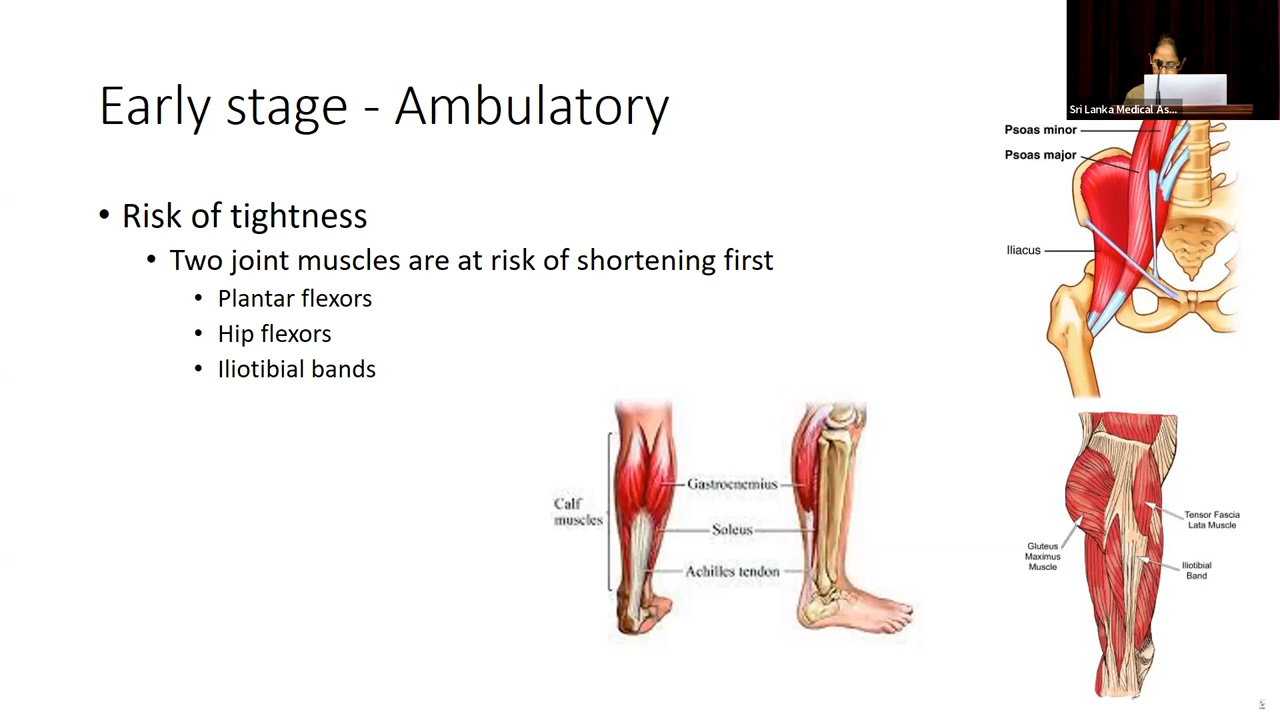 Early stage - Ambulatory
Sri Lanka Medical As...
• Risk of tightness
• Two joint muscles are at risk of shortening first
• Plantar flexors
• Hip flexors
• Iliotibial bands
Psoas minor
Psoas major
Iliacus
Calf
muscles
Gastrocnemius
Soleus
Achilles tendon
Tensor Fascia
Lata Muscle
Gluteus
Maximus
Muscle
Iliotibial
Band